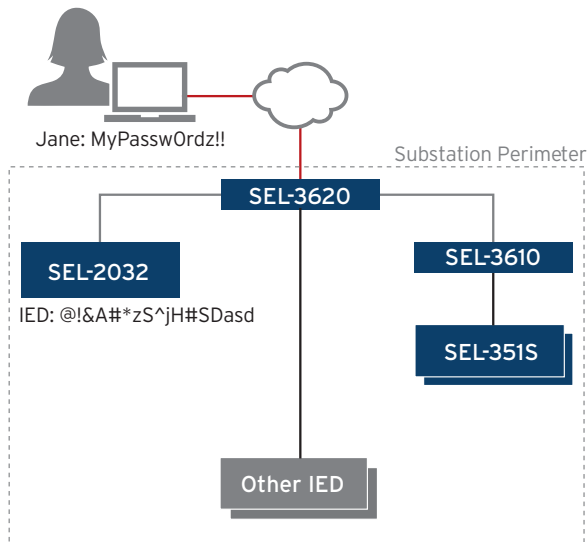 Jane: MyPassw0rdz!!
Substation Perimeter
SEL-3620
SEL-2032
SEL-3610
IED: @!&A#*zS^jH#SDasd
SEL-351S
Other IED